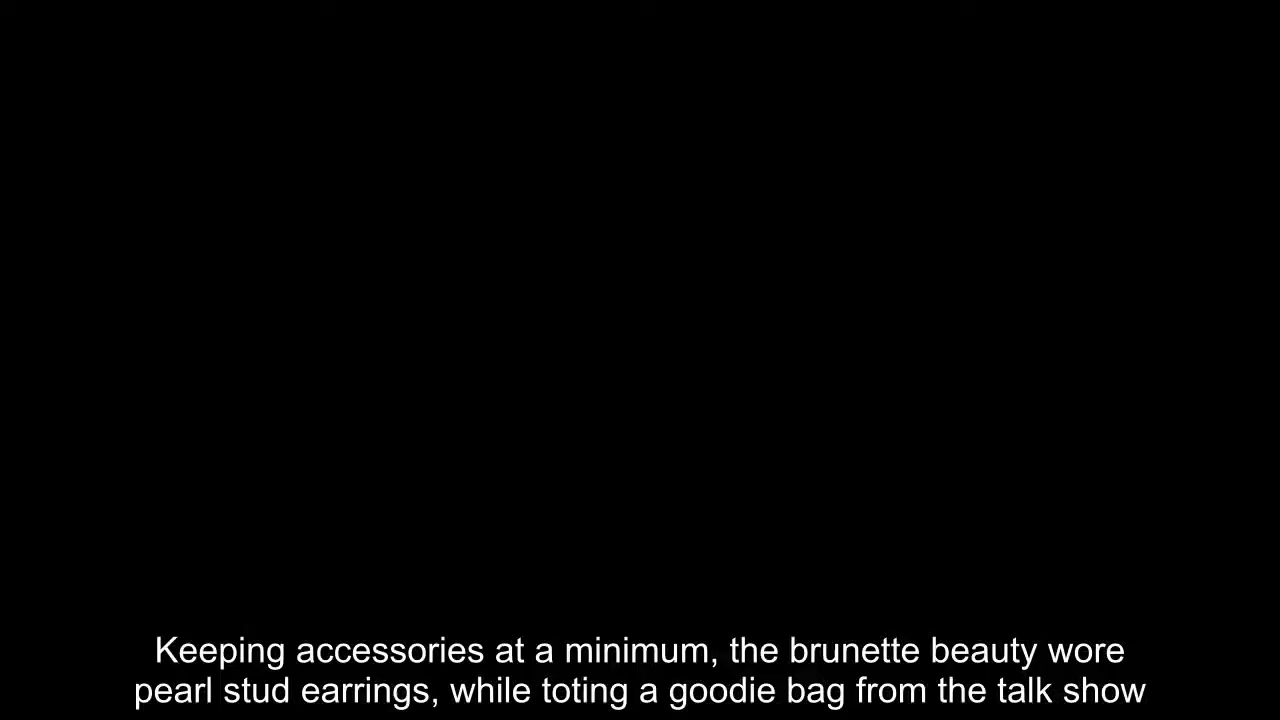 Keeping accessories at a minimum, the brunette beauty wore
pearl stud earrings, while toting a goodie bag from the talk show